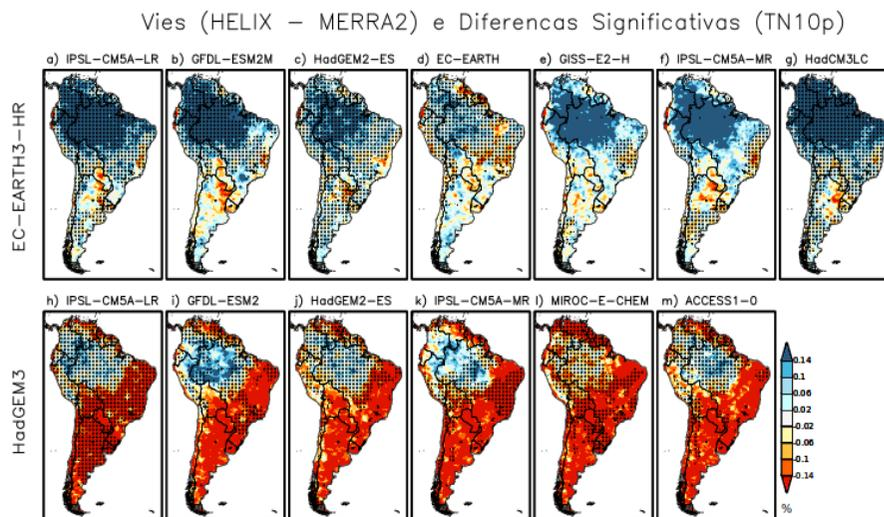 Vies (HELIX – MERRA2) e Diferencas Significativas (TN10p)
a) IPSL–CM5A–LR b) GFDL–ESM2M c) HadGEM2–ES d) EC–EARTH e) GISS–E2–H f) IPSL–CM5A–MR g) HadCM3LC
EC–EARTH3–HR
h) IPSL–CM5A–LR i) GFDL–ESM2 j) HadGEM2–ES k) IPSL–CM5A–MR l) MIROC–E–CHEM m) ACCESS1–0
HadGEM3
0.14
0.1
0.06
0.02
-0.02
-0.06
-0.1
-0.14
%